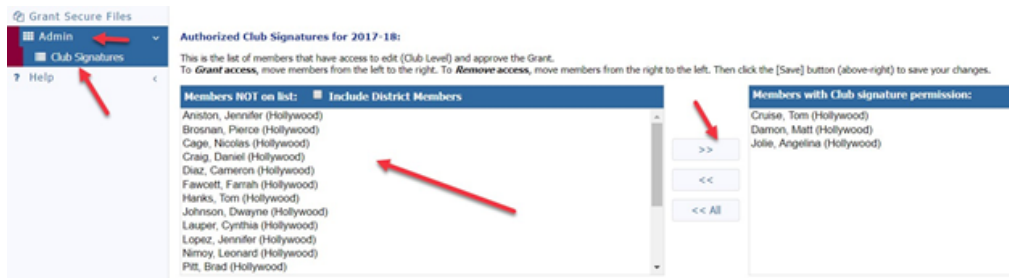 Grant Secure Files
Admin
Club Signatures
? Help
Authorized Club Signatures for 2017-18:
This is the list of members that have access to edit (Club Level) and approve the Grant.
To Grant access, move members from the left to the right. To Remove access, move members from the right to the left. Then click the [Save] button (above-right) to save your changes.
Members NOT on list: Include District Members
Aniston, Jennifer (Hollywood)
Brosnan, Pierce (Hollywood)
Cage, Nicolas (Hollywood)
Craig, Daniel (Hollywood)
Diaz, Cameron (Hollywood)
Fawcett, Farrah (Hollywood)
Hanks, Tom (Hollywood)
Johnson, Dwayne (Hollywood)
Lauper, Cynthia (Hollywood)
Lopez, Jennifer (Hollywood)
Nimoy, Leonard (Hollywood)
Pitt, Brad (Hollywood)
>>
<<
<< All
Members with Club signature permission:
Cruise, Tom (Hollywood)
Damon, Matt (Hollywood)
Jolie, Angelina (Hollywood)